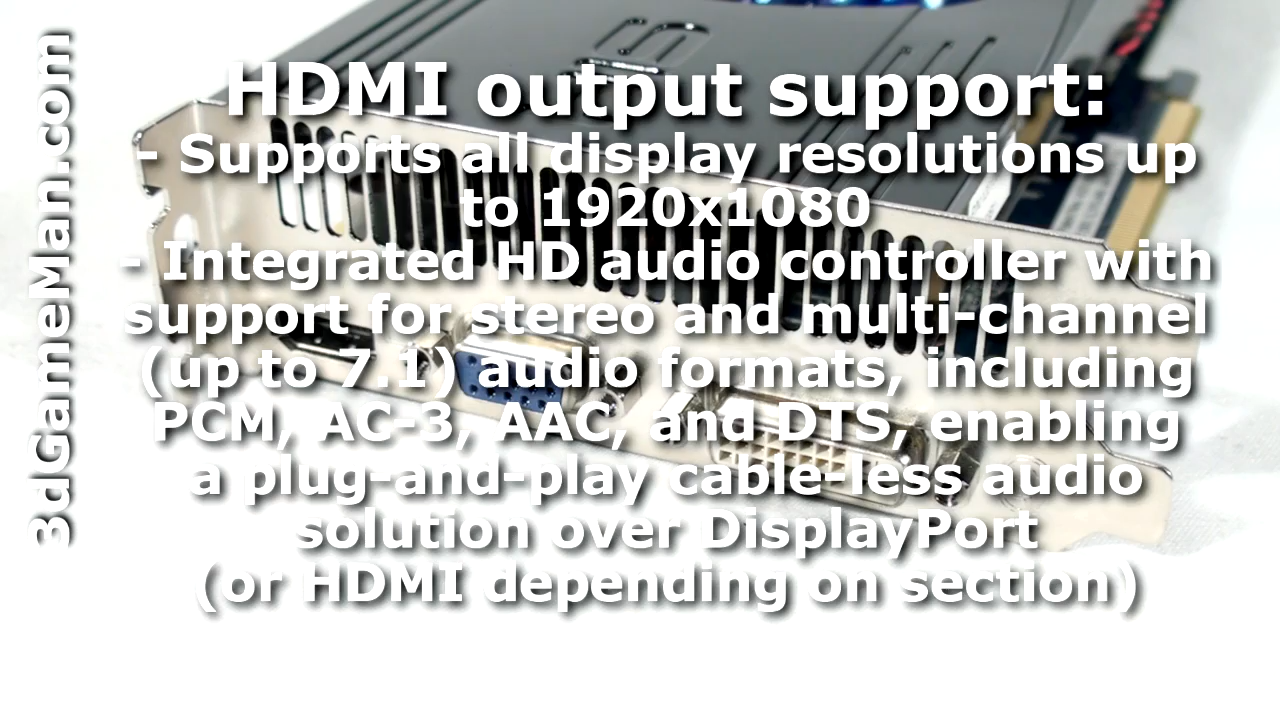 HDMI output support:
- Supports all display resolutions up
to 1920x1080
- Integrated HD audio controller with
support for stereo and multi-channel
(up to 7.1) audio formats, including
PCM, AC-3, AAC, and DTS, enabling
a plug-and-play cable-less audio
solution over DisplayPort
(or HDMI depending on section)
3dGameMan.com